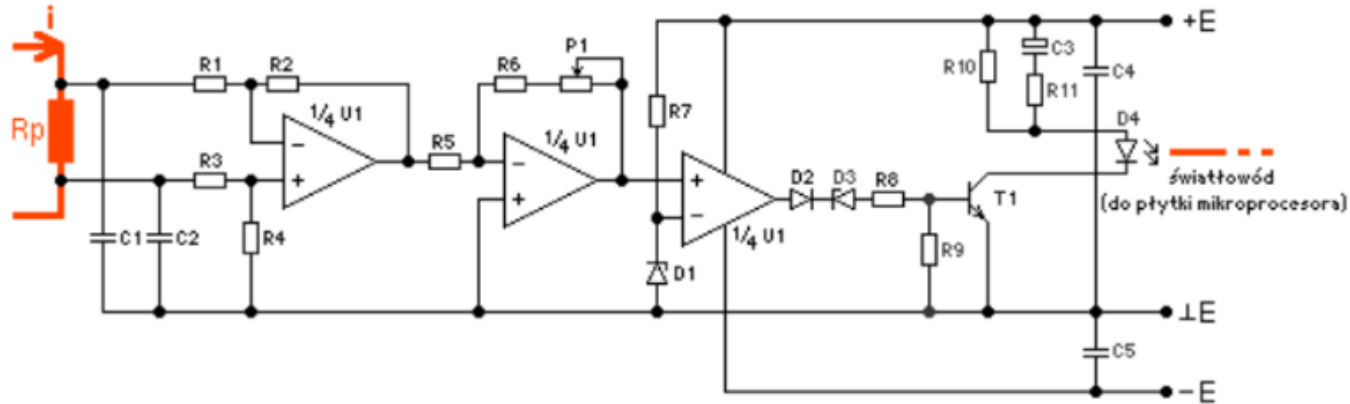 i
Rp
R1
R2
R3
R4
C1
C2
1/4 U1
R5
R6
P1
1/4 U1
R7
D1
1/4 U1
D2
D3
R8
R9
T1
R10
C3
R11
C4
D4
światłowód
(do płytki mikroprocesora)
C5
+E
⊥E
−E